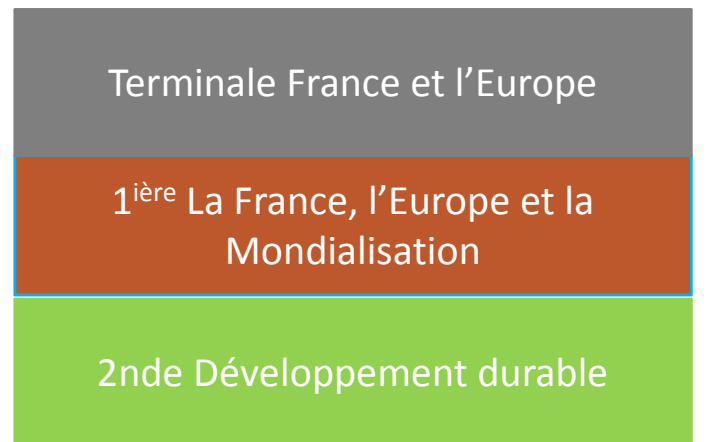 Terminale France et l’Europe
1ière La France, l’Europe et la
Mondialisation
2nde Développement durable